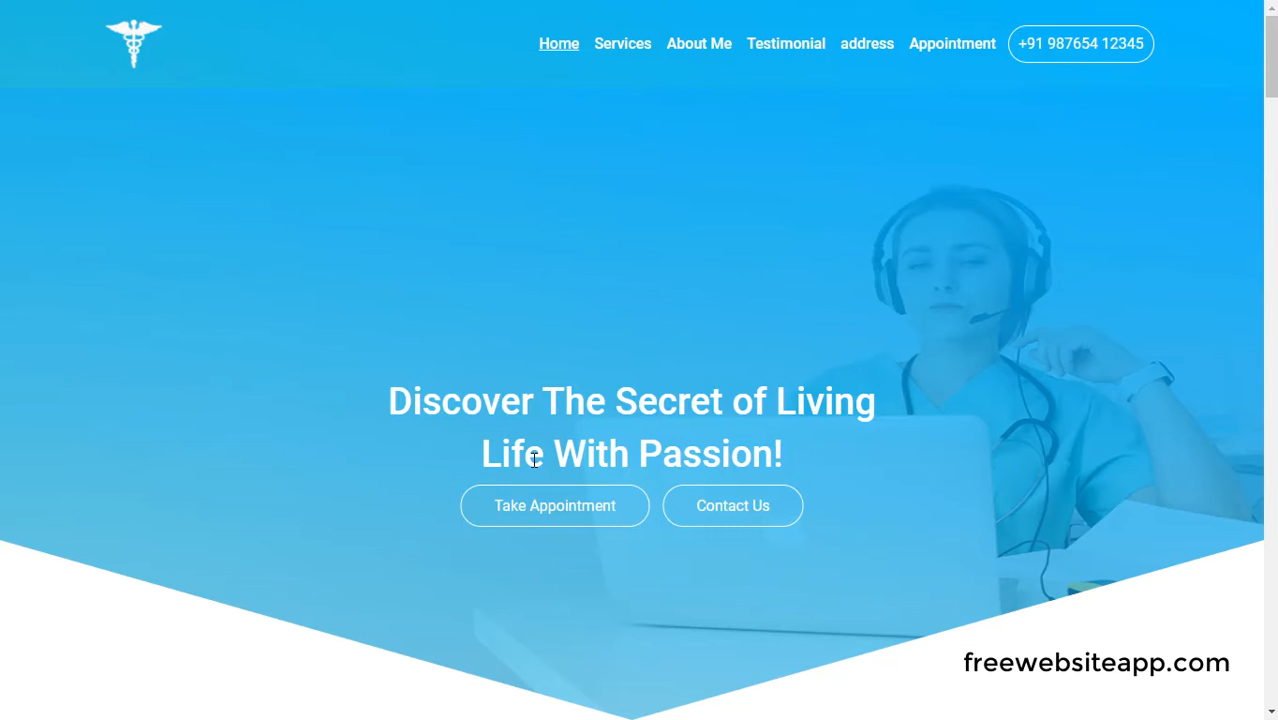 Home Services About Me Testimonial address Appointment +91 987654 12345
Discover The Secret of Living
Life With Passion!
Take Appointment Contact Us
freewebsiteapp.com